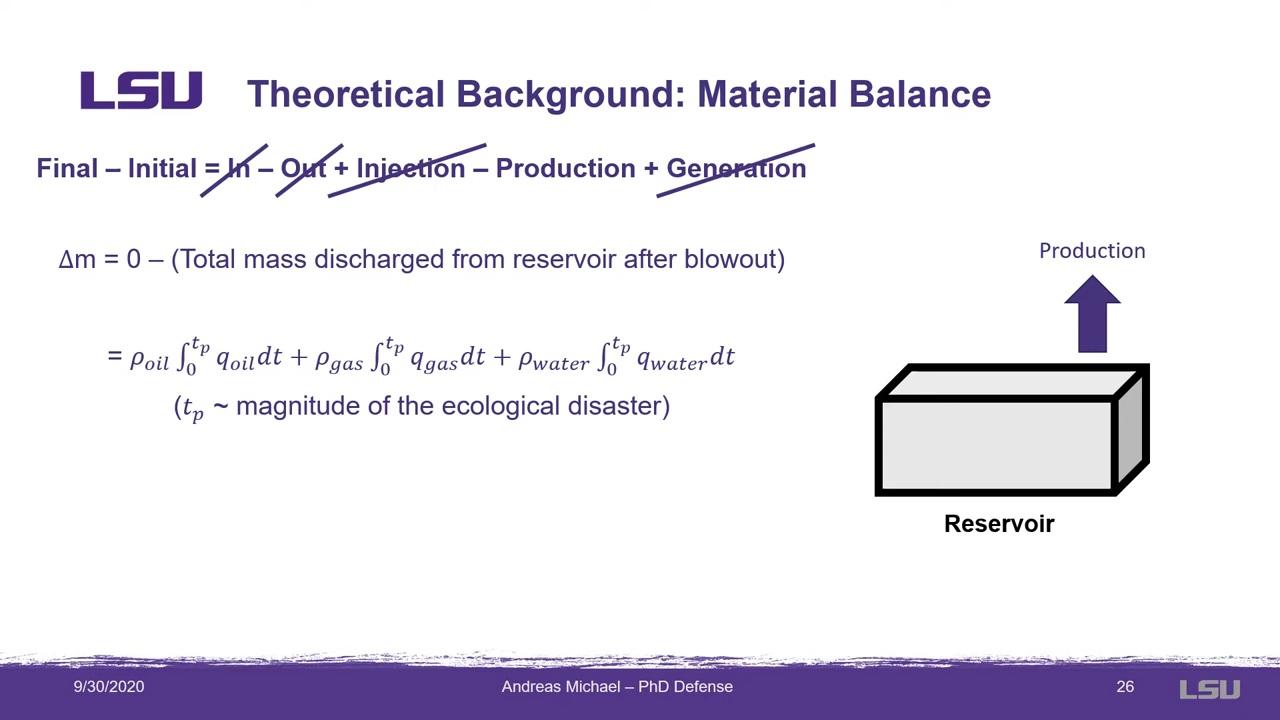 LSU Theoretical Background: Material Balance
Final – Initial = In – Out + Injection – Production + Generation
Δm = 0 – (Total mass discharged from reservoir after blowout)
= ρ_oil ∫_0^{t_p} q_oil dt + ρ_gas ∫_0^{t_p} q_gas dt + ρ_water ∫_0^{t_p} q_water dt
(t_p ~ magnitude of the ecological disaster)
Production
Reservoir
9/30/2020 Andreas Michael – PhD Defense 26 LSU